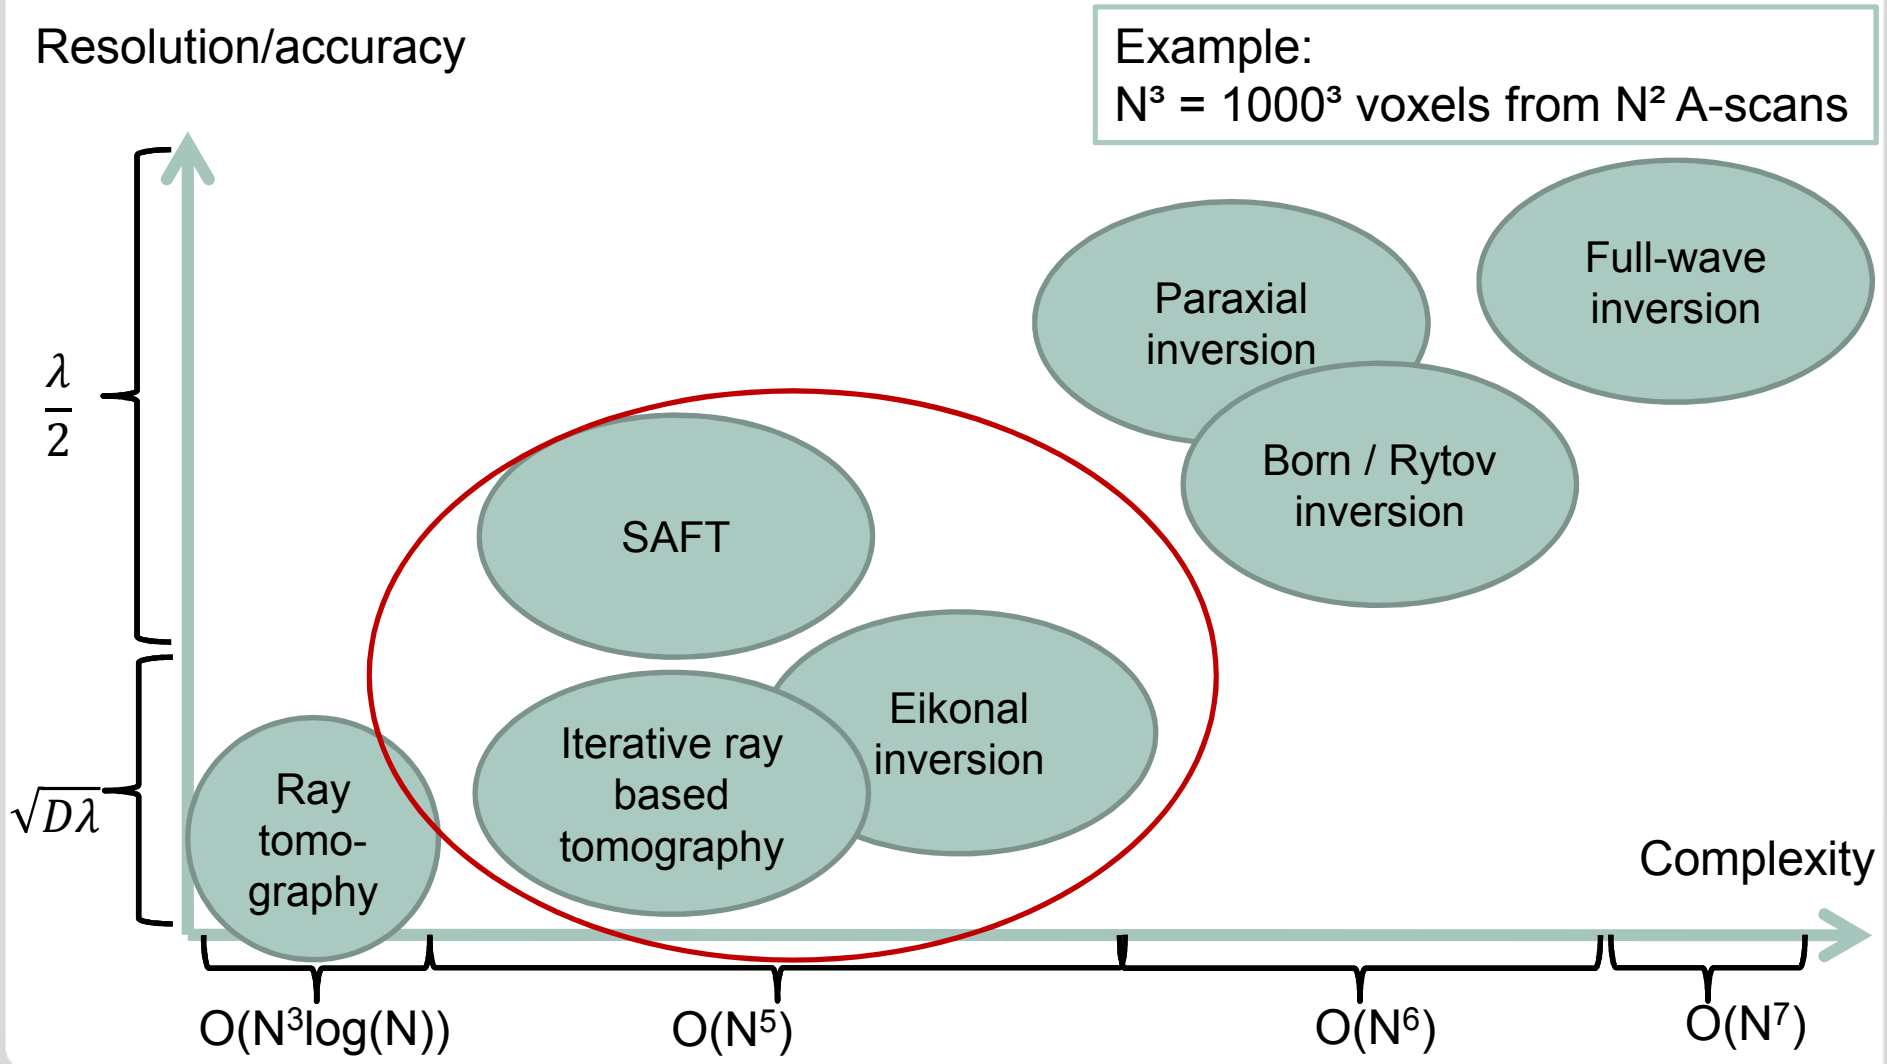 Resolution/accuracy
Example:
N³ = 1000³ voxels from N² A-scans
Full-wave
inversion
Paraxial
inversion
λ
2
Born / Rytov
inversion
SAFT
Eikonal
inversion
Iterative ray
based
tomography
√Dλ
Ray
tomo-
graphy
Complexity
O(N³log(N))
O(N⁵)
O(N⁶)
O(N⁷)